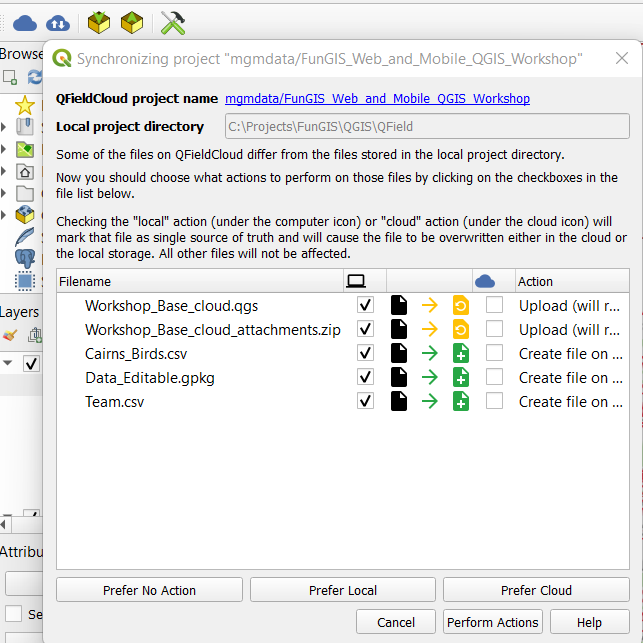 Synchronizing project "mgmdata/FunGIS_Web_and_Mobile_QGIS_Workshop"
Browse
QFieldCloud project name mgmdata/FunGIS_Web_and_Mobile_QGIS_Workshop
Local project directory C:\Projects\FunGIS\QGIS\QField
Some of the files on QFieldCloud differ from the files stored in the local project directory.
Now you should choose what actions to perform on those files by clicking on the checkboxes in the
file list below.
Checking the "local" action (under the computer icon) or "cloud" action (under the cloud icon) will
mark that file as single source of truth and will cause the file to be overwritten either in the cloud or
the local storage. All other files will not be affected.
Filename Action
Workshop_Base_cloud.qgs Upload (will r...
Workshop_Base_cloud_attachments.zip Upload (will r...
Layers
Cairns_Birds.csv Create file on ...
Data_Editable.gpkg Create file on ...
Team.csv Create file on ...
Attribu
Prefer No Action Prefer Local Prefer Cloud
Se
Cancel Perform Actions Help